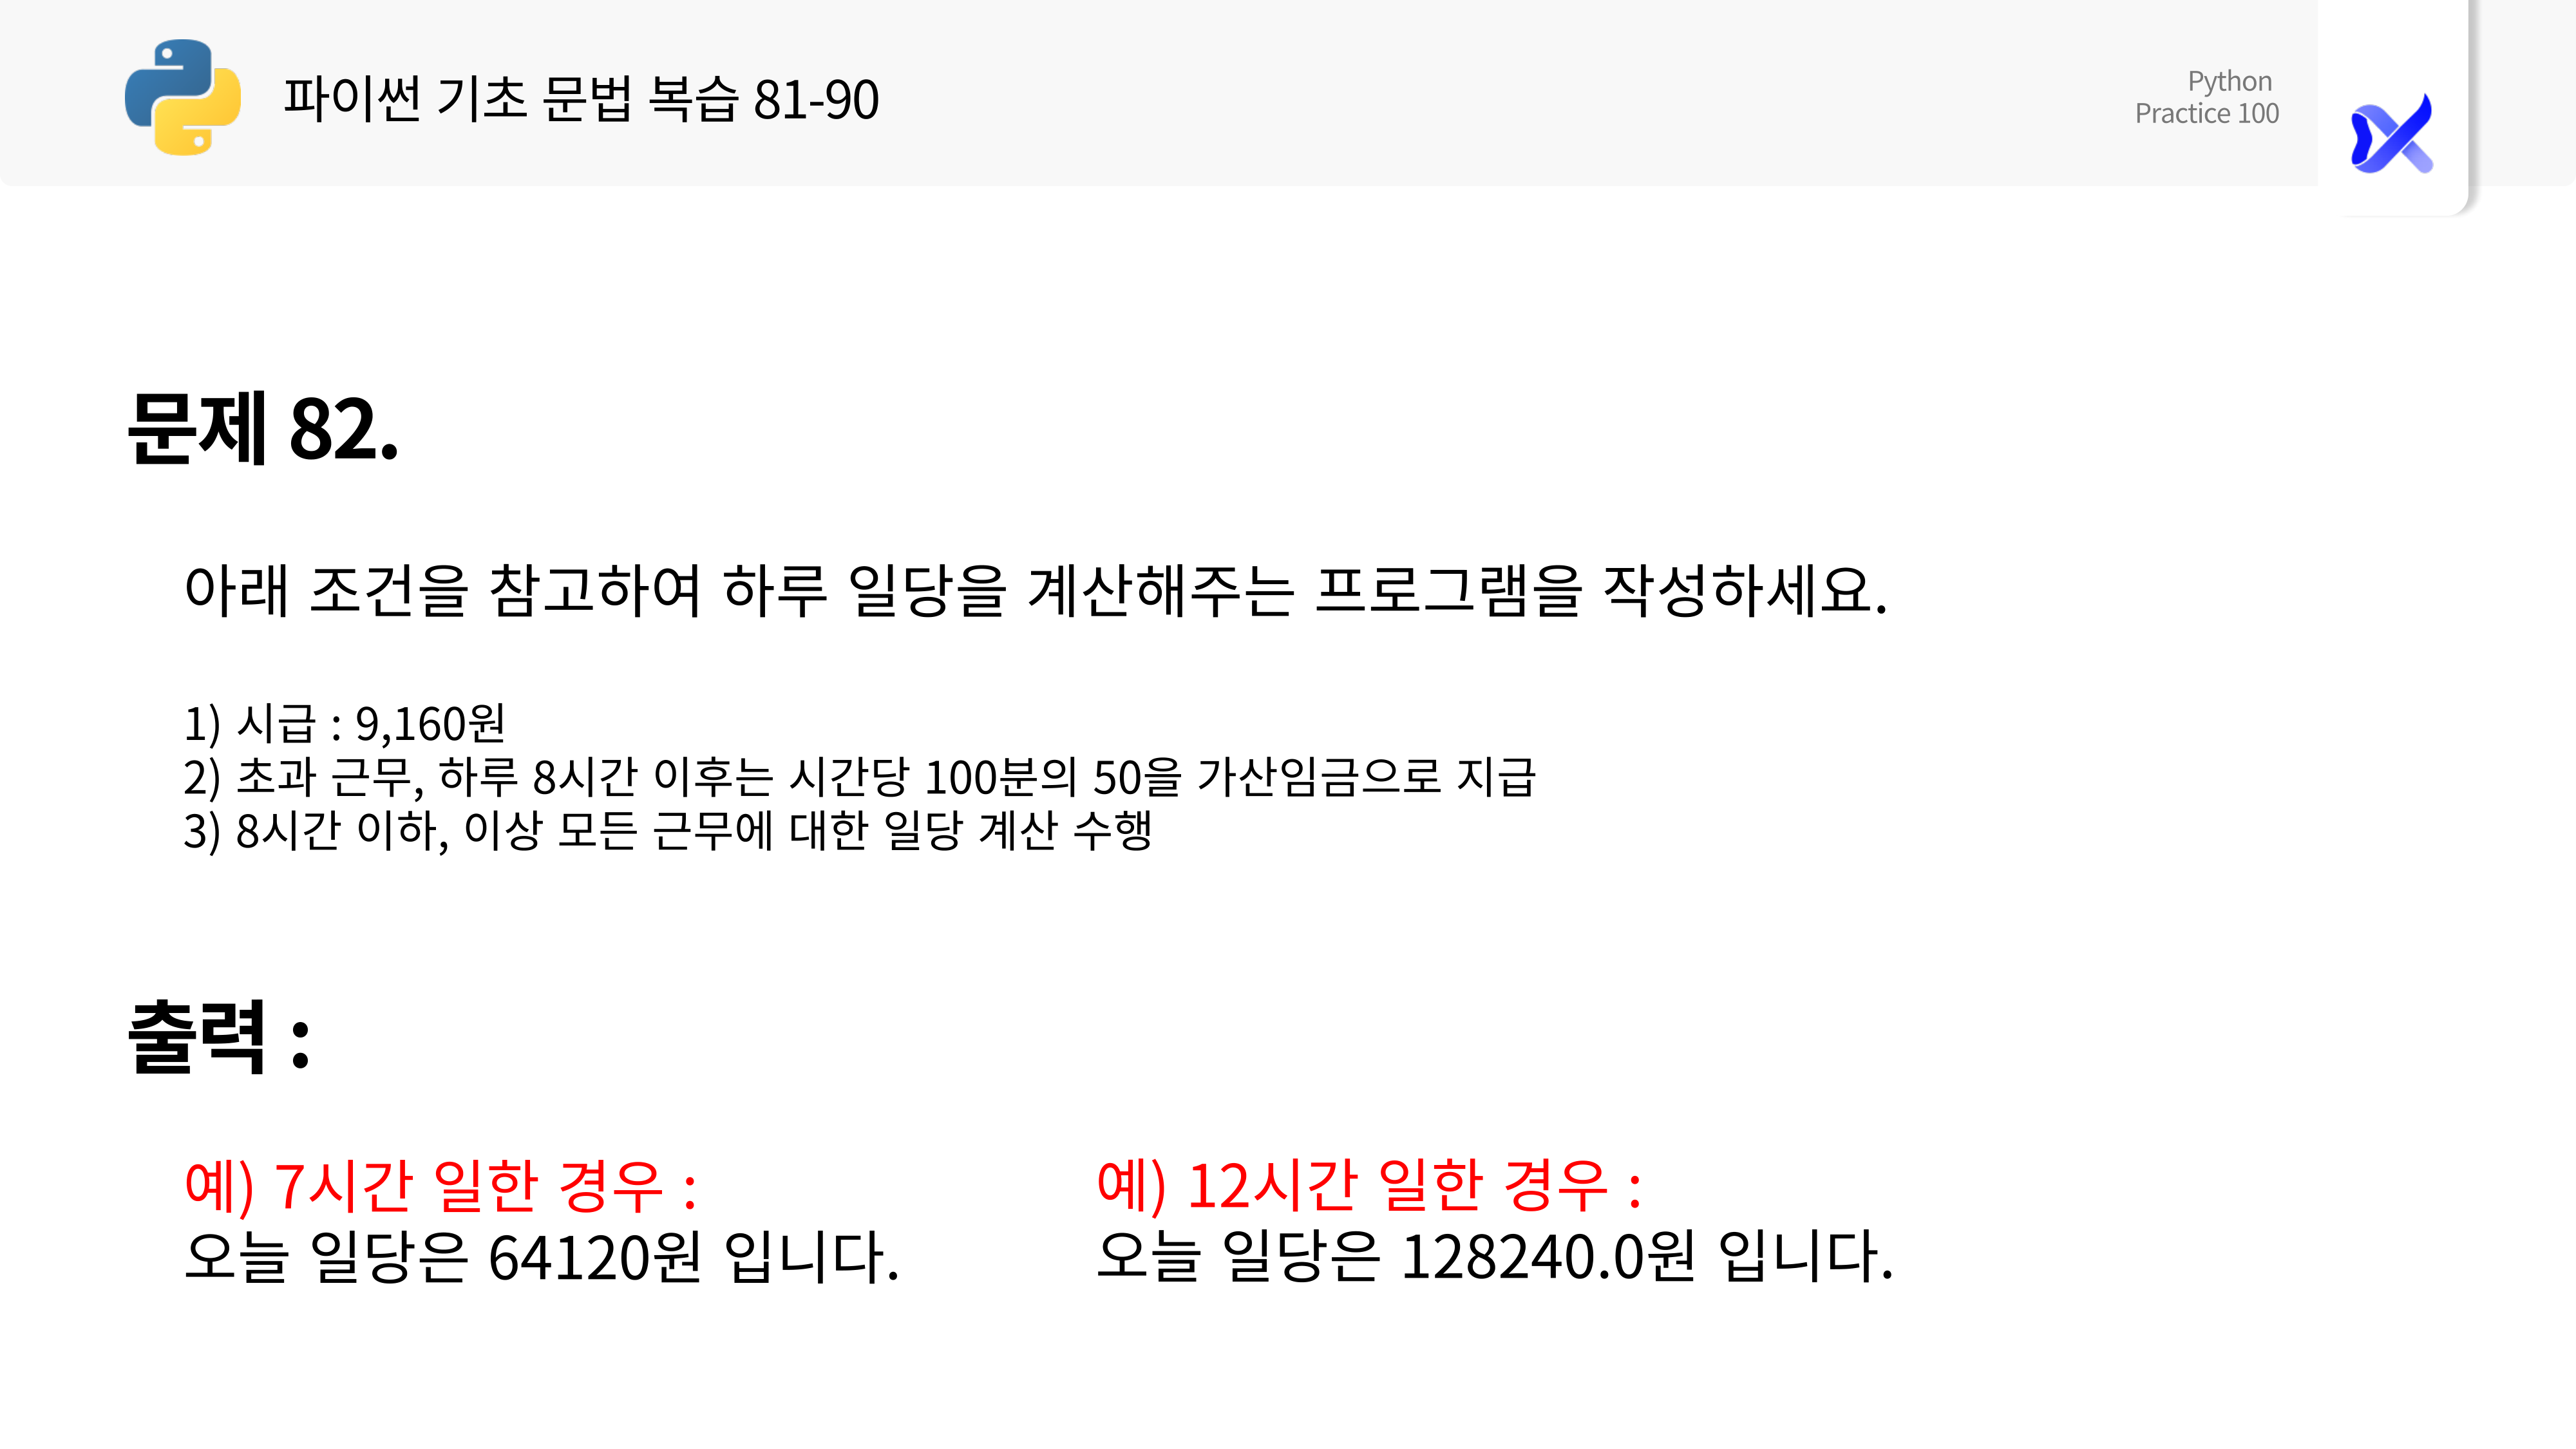 파이썬 기초 문법 복습 81-90
Python
Practice 100
문제 82.
아래 조건을 참고하여 하루 일당을 계산해주는 프로그램을 작성하세요.
1) 시급 : 9,160원
2) 초과 근무, 하루 8시간 이후는 시간당 100분의 50을 가산임금으로 지급
3) 8시간 이하, 이상 모든 근무에 대한 일당 계산 수행
출력 :
예) 7시간 일한 경우 :
오늘 일당은 64120원 입니다.
예) 12시간 일한 경우 :
오늘 일당은 128240.0원 입니다.